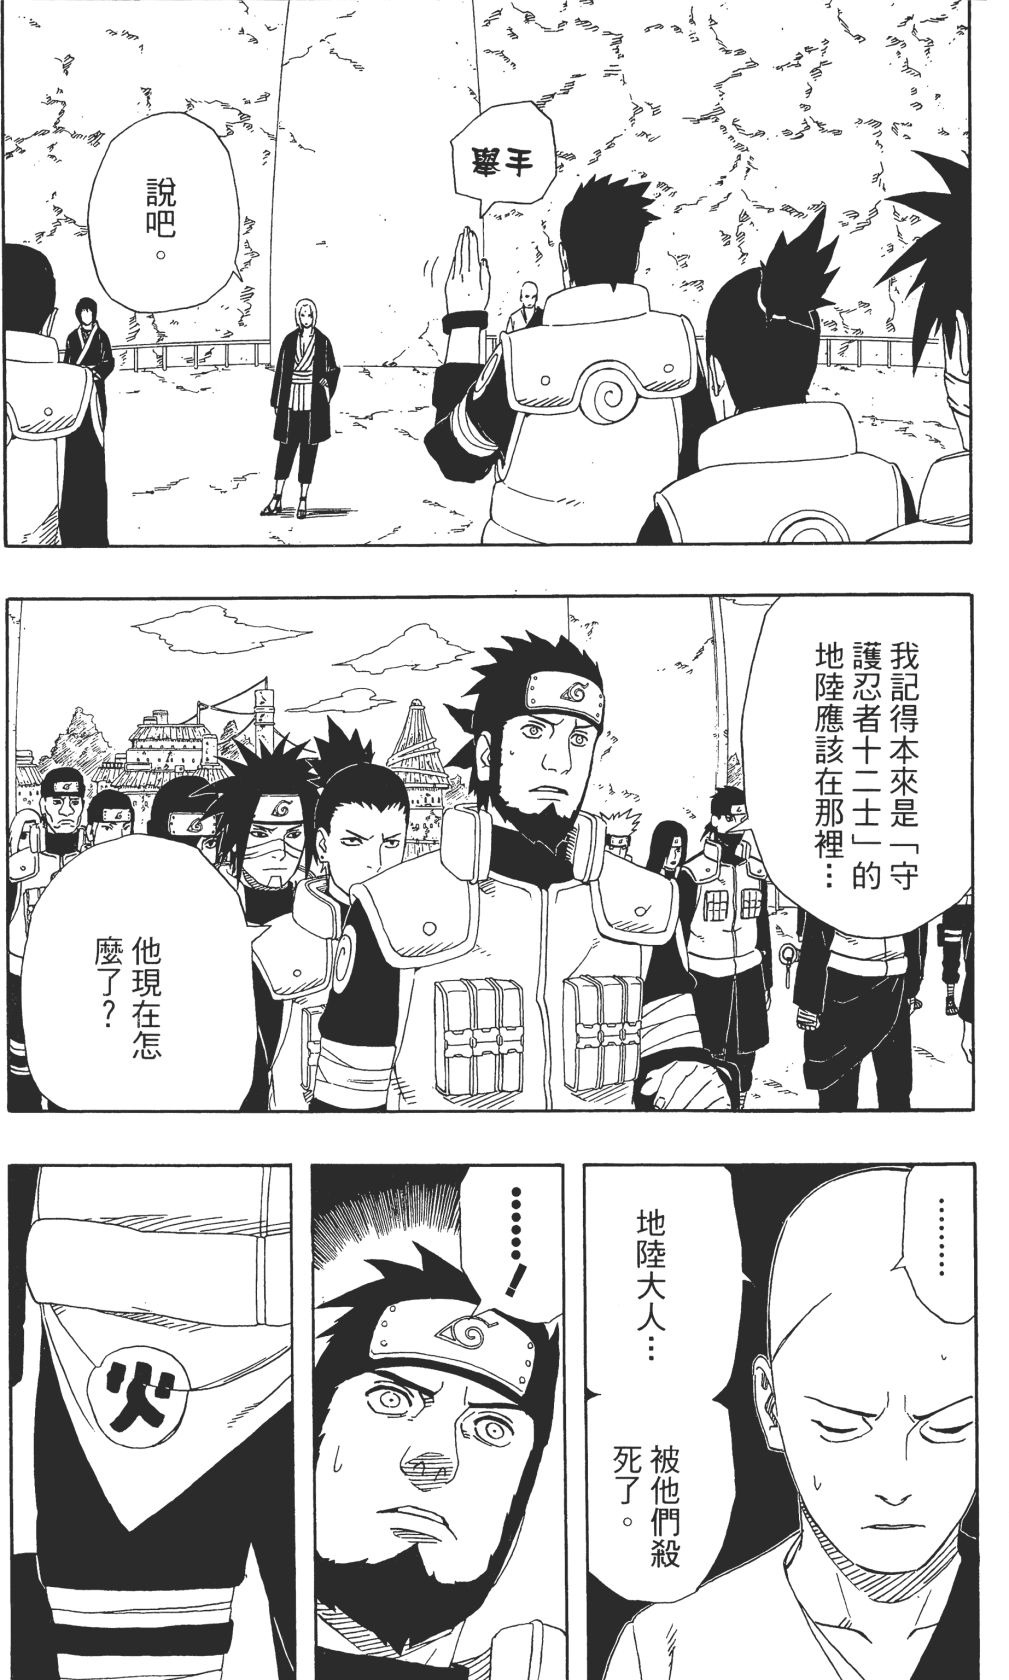 舉手
說吧。
我記得本來是「守
護忍者十二士」的
地陸應該在那裡…
他現在怎
麼了?
………
地陸大人…
被他們殺
死了。
……!
火